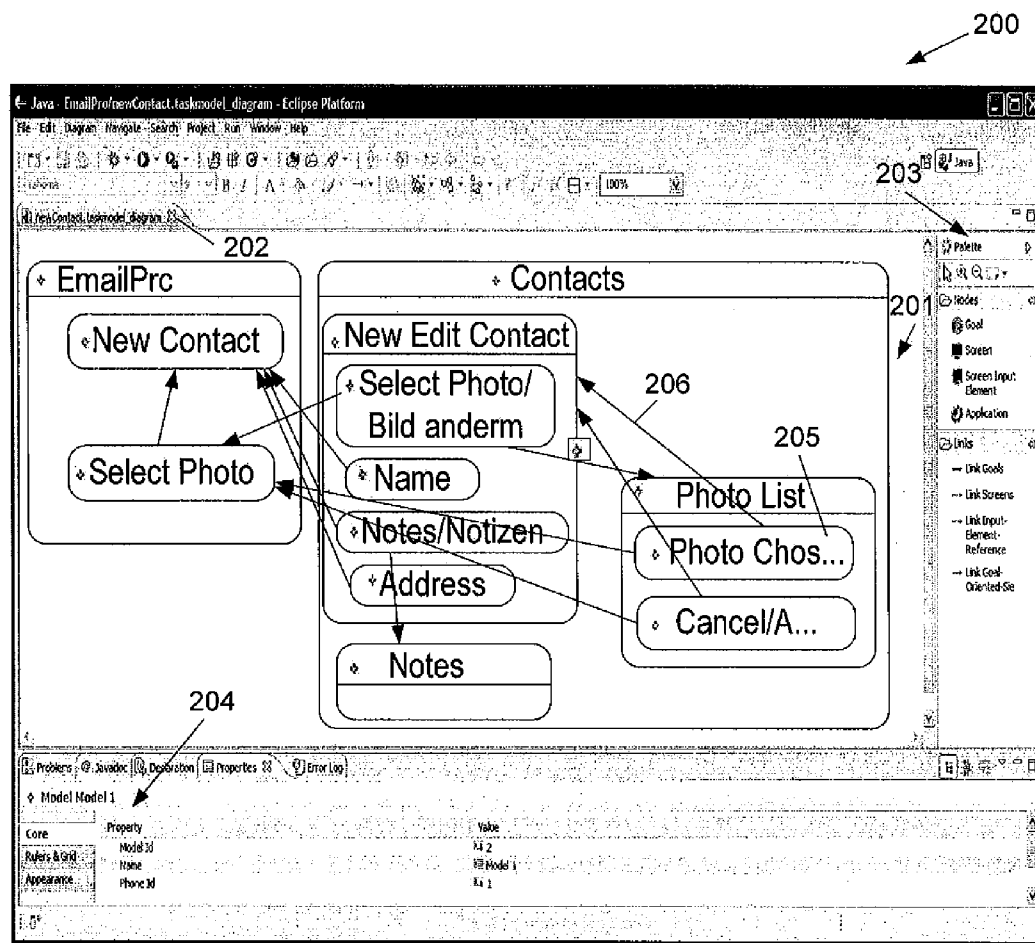 200
Java - EmailPro/newContact.taskmodel_diagram - Eclipse Platform
File Edit Diagram Navigate Search Project Run Window Help
100%
Java
203
newContact.taskmodel_diagram
202
Palette
EmailPrc
Contacts
Nodes
201
New Contact
New Edit Contact
Goal
Select Photo/
Bild anderm
206
Screen
Screen Input
Element
Application
205
Select Photo
Name
Photo List
Links
Link Goals
Link Screens
Notes/Notizen
Photo Chos...
Link Input-
Element-
Reference
Address
Cancel/A...
Link Goal-
Oriented-Sie
Notes
204
Problems @ Javadoc Declaration Properties Error Log
Model Model 1
Core
Property Value
Model Id 2
Rulers & Grid
Name Model 1
Appearance
Phone Id 1